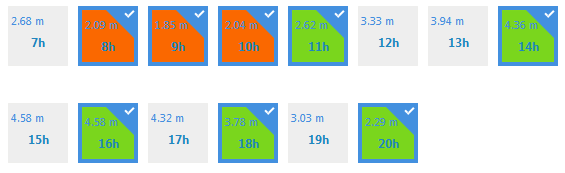 2.68 m 2.09 m 1.85 m 2.04 m 2.62 m 3.33 m 3.94 m 4.36 m
7h 8h 9h 10h 11h 12h 13h 14h
4.58 m 4.58 m 4.32 m 3.78 m 3.03 m 2.29 m
15h 16h 17h 18h 19h 20h